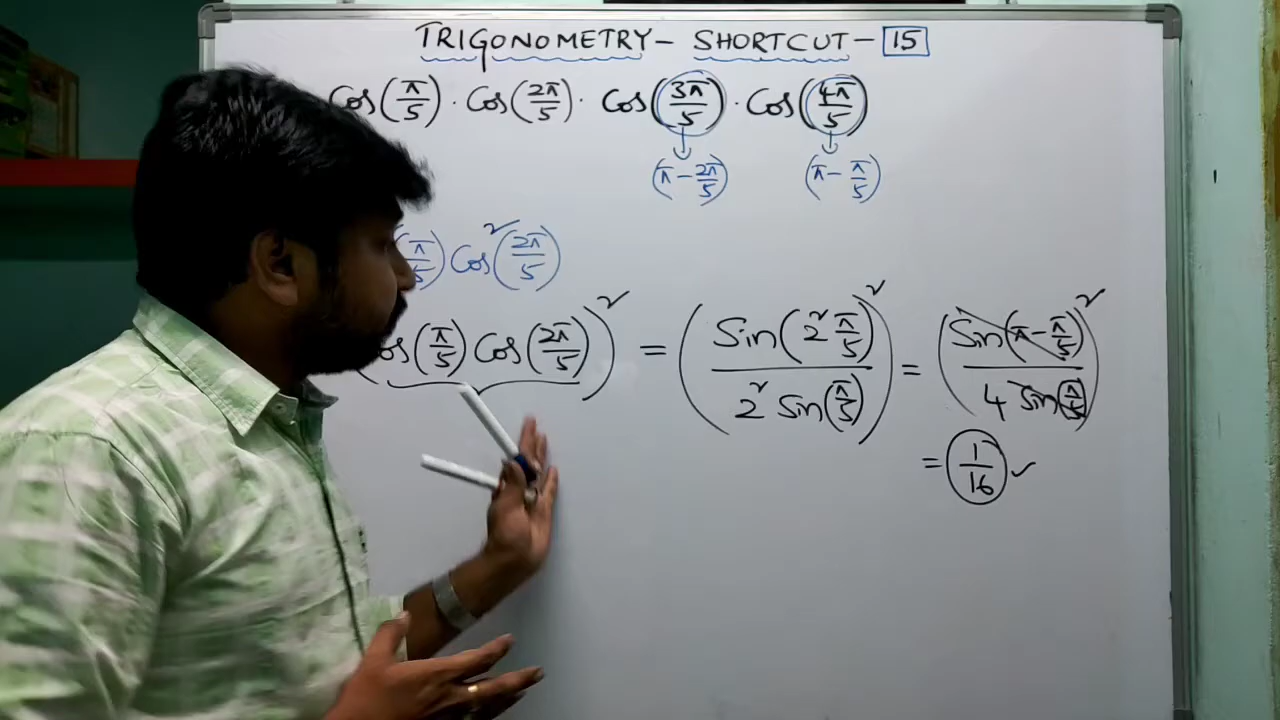 TRIGONOMETRY - SHORTCUT - 15
Cos(π/5) · Cos(2π/5) · Cos(3π/5) · Cos(4π/5)
(π - 2π/5) (π - π/5)
(π/5) Cos²(2π/5)
(Cos(π/5) Cos(2π/5))² = (Sin(2² π/5) / 2² Sin(π/5))² = (Sin(π - π/5) / 4 Sin(π/5))²
= 1/16 ✓